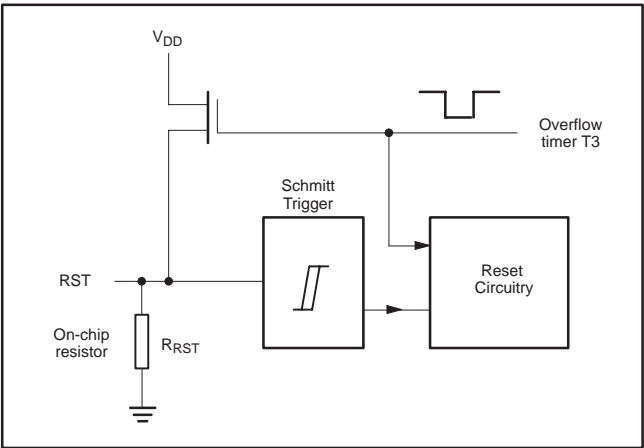 VDD
Overflow
timer T3
Schmitt
Trigger
RST
Reset
Circuitry
On-chip
resistor
RRST